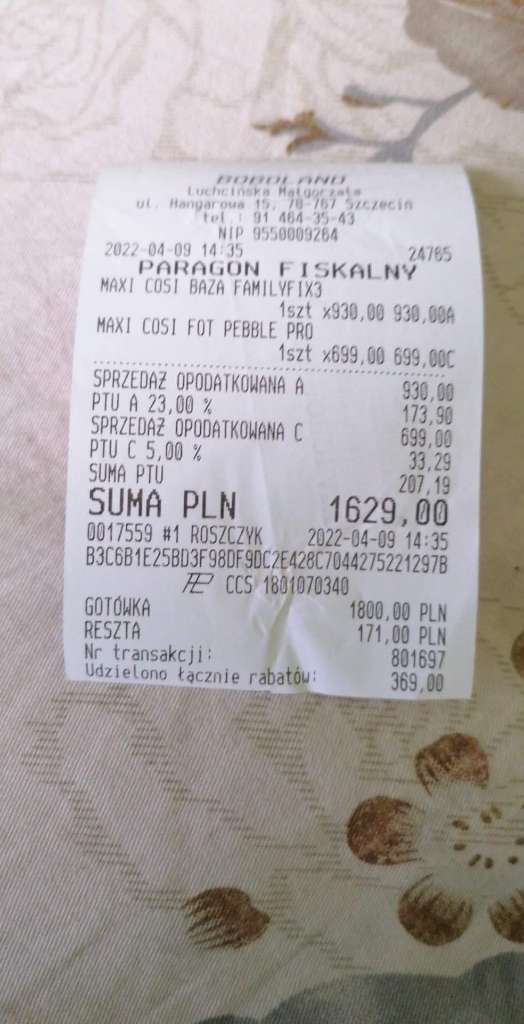 BOBOLAND
Luchcińska Małgorzata
ul. Hangarowa 15, 70-767 Szczecin
tel.: 91 464-35-43
NIP 9550009264
2022-04-09 14:35 24765
PARAGON FISKALNY
MAXI COSI BAZA FAMILYFIX3
1szt x930,00 930,00A
MAXI COSI FOT PEBBLE PRO
1szt x699,00 699,00C
SPRZEDAŻ OPODATKOWANA A 930,00
PTU A 23,00 % 173,90
SPRZEDAŻ OPODATKOWANA C 699,00
PTU C 5,00 % 33,29
SUMA PTU 207,19
SUMA PLN 1629,00
0017559 #1 ROSZCZYK 2022-04-09 14:35
B3C6B1E25BD3F98DF9DC2E428C7044275221297B
CCS 1801070340
GOTÓWKA 1800,00 PLN
RESZTA 171,00 PLN
Nr transakcji: 801697
Udzielono łącznie rabatów: 369,00